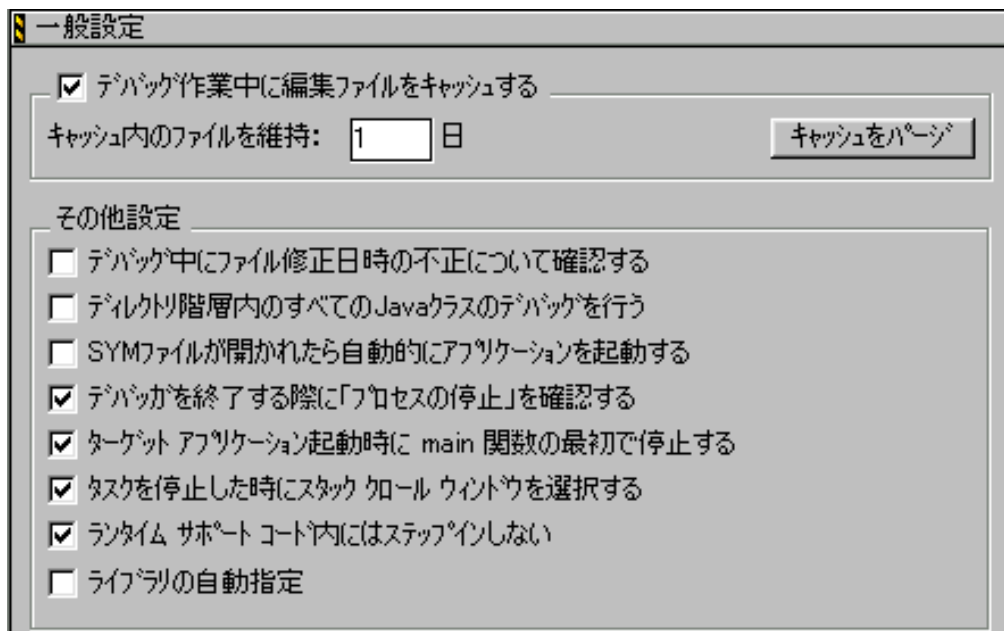 一般設定
デバッグ作業中に編集ファイルをキャッシュする
キャッシュ内のファイルを維持: 1 日 キャッシュをパージ
その他設定
デバッグ中にファイル修正日時の不正について確認する
ディレクトリ階層内のすべてのJavaクラスのデバッグを行う
SYMファイルが開かれたら自動的にアプリケーションを起動する
デバッガを終了する際に「プロセスの停止」を確認する
ターゲット アプリケーション起動時に main 関数の最初で停止する
タスクを停止した時にスタック クロール ウィンドウを選択する
ランタイム サポート コード内にはステップインしない
ライブラリの自動指定